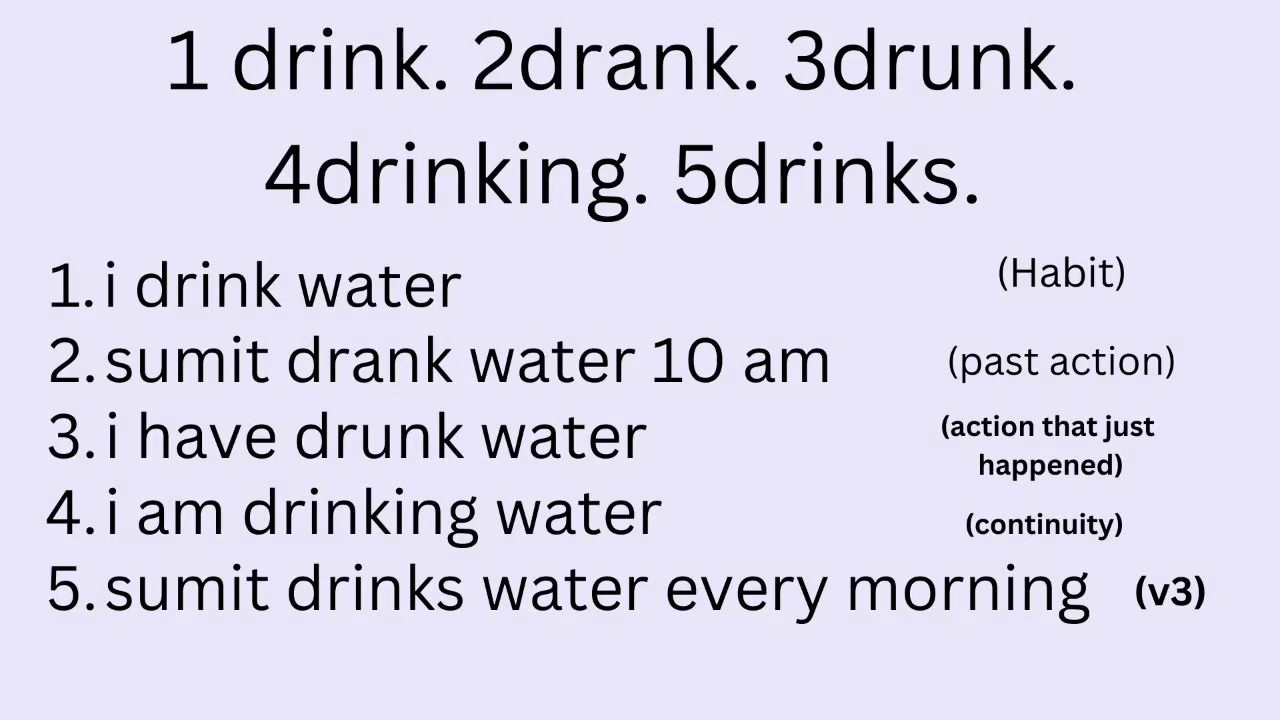 1 drink. 2drank. 3drunk.
4drinking. 5drinks.
1. i drink water (Habit)
2. sumit drank water 10 am (past action)
3. i have drunk water (action that just
happened)
4. i am drinking water (continuity)
5. sumit drinks water every morning (v3)